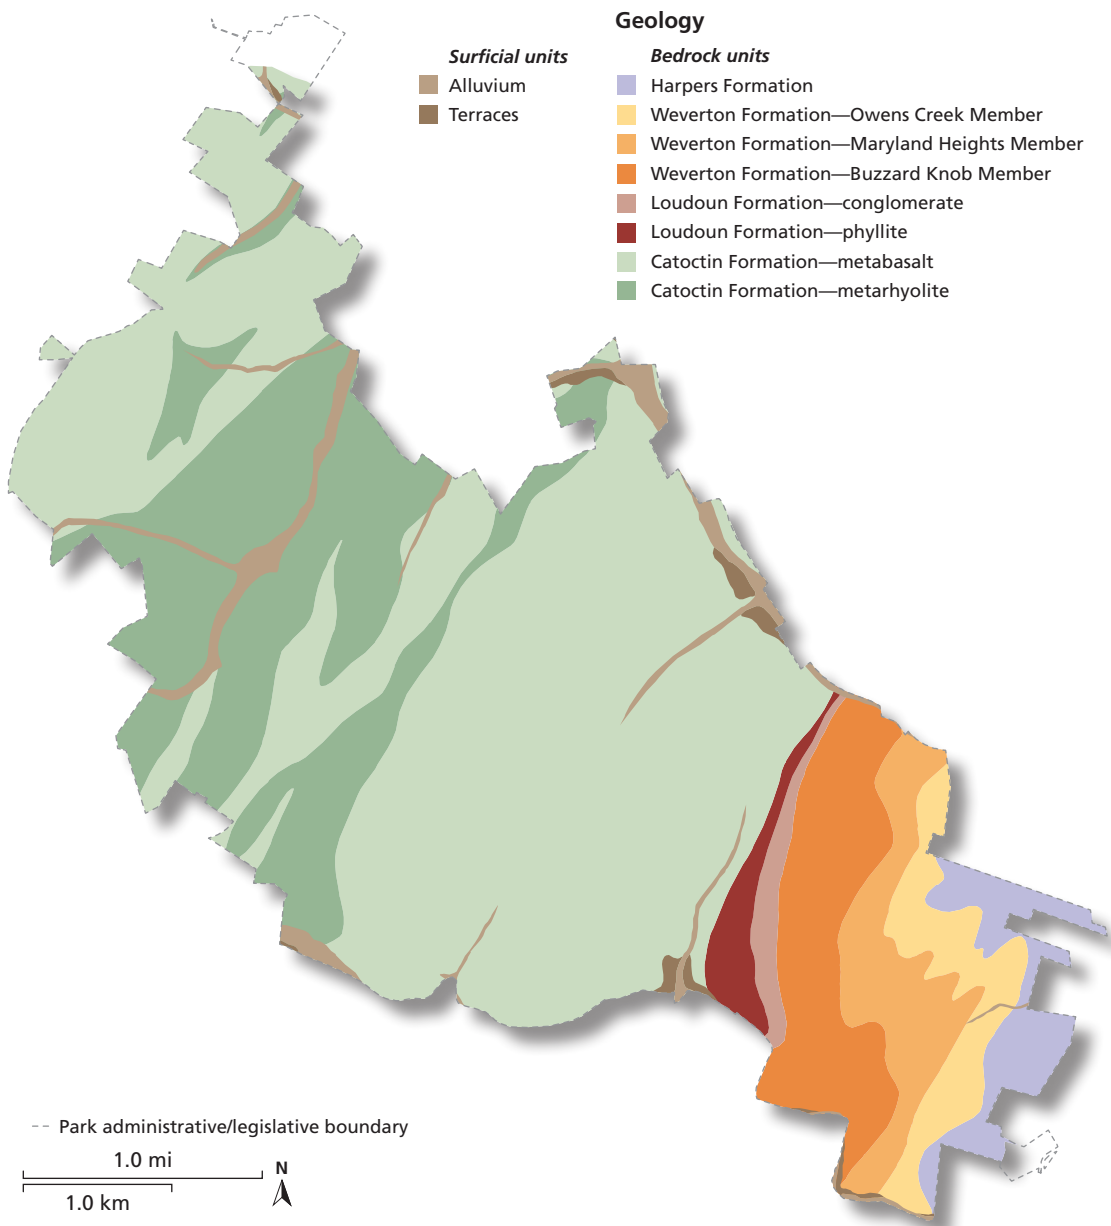 Geology
Surficial units
Alluvium
Terraces
Bedrock units
Harpers Formation
Weverton Formation—Owens Creek Member
Weverton Formation—Maryland Heights Member
Weverton Formation—Buzzard Knob Member
Loudoun Formation—conglomerate
Loudoun Formation—phyllite
Catoctin Formation—metabasalt
Catoctin Formation—metarhyolite
Park administrative/legislative boundary
1.0 mi
1.0 km
N